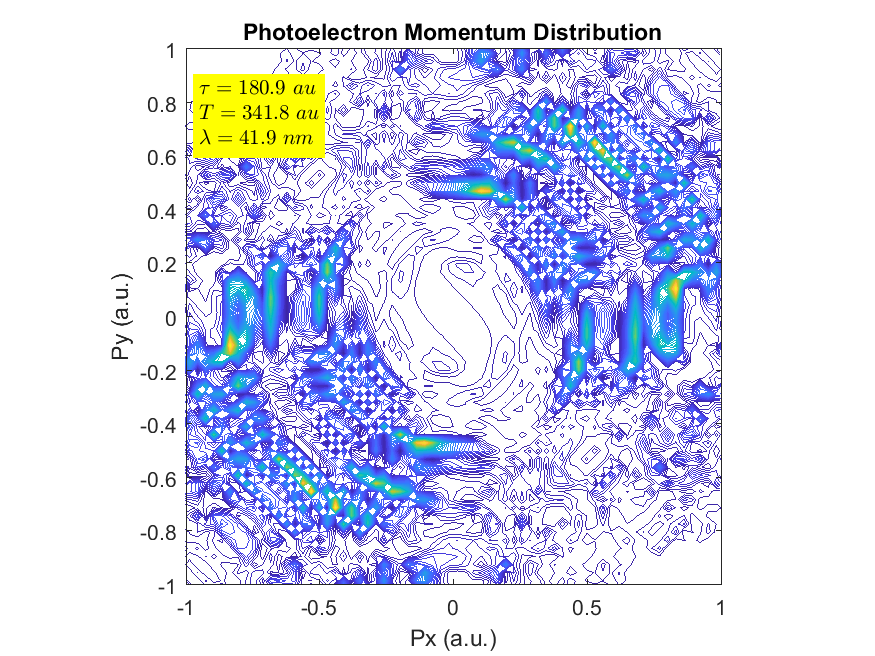 Photoelectron Momentum Distribution
τ = 180.9 au
T = 341.8 au
λ = 41.9 nm
1
0.8
0.6
0.4
0.2
0
-0.2
-0.4
-0.6
-0.8
-1
Py (a.u.)
-1 -0.5 0 0.5 1
Px (a.u.)